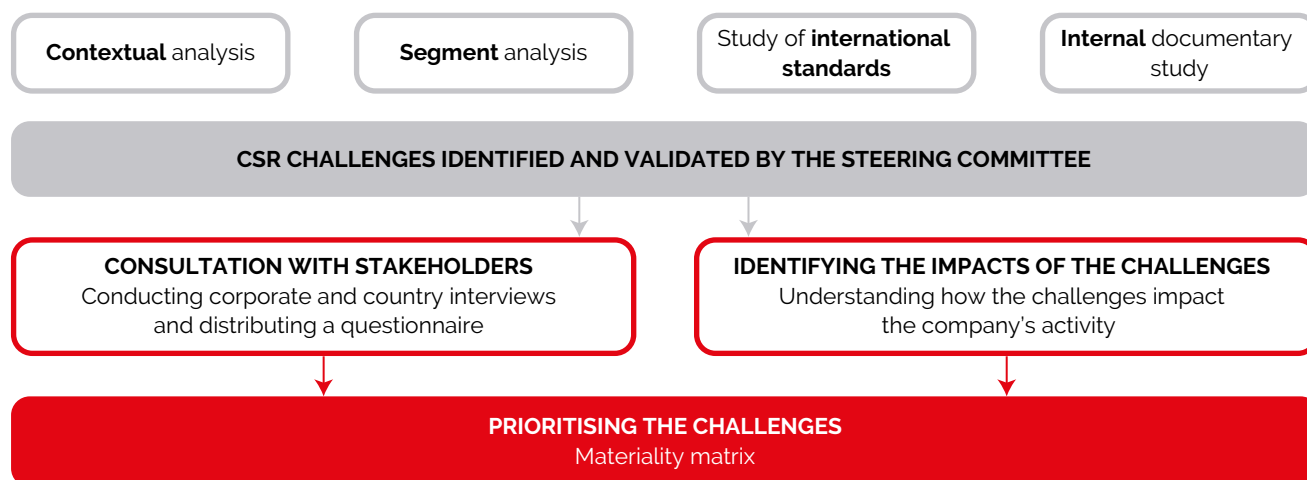 Contextual analysis
Segment analysis
Study of international
standards
Internal documentary
study
CSR CHALLENGES IDENTIFIED AND VALIDATED BY THE STEERING COMMITTEE
CONSULTATION WITH STAKEHOLDERS
Conducting corporate and country interviews
and distributing a questionnaire
IDENTIFYING THE IMPACTS OF THE CHALLENGES
Understanding how the challenges impact
the company's activity
PRIORITISING THE CHALLENGES
Materiality matrix